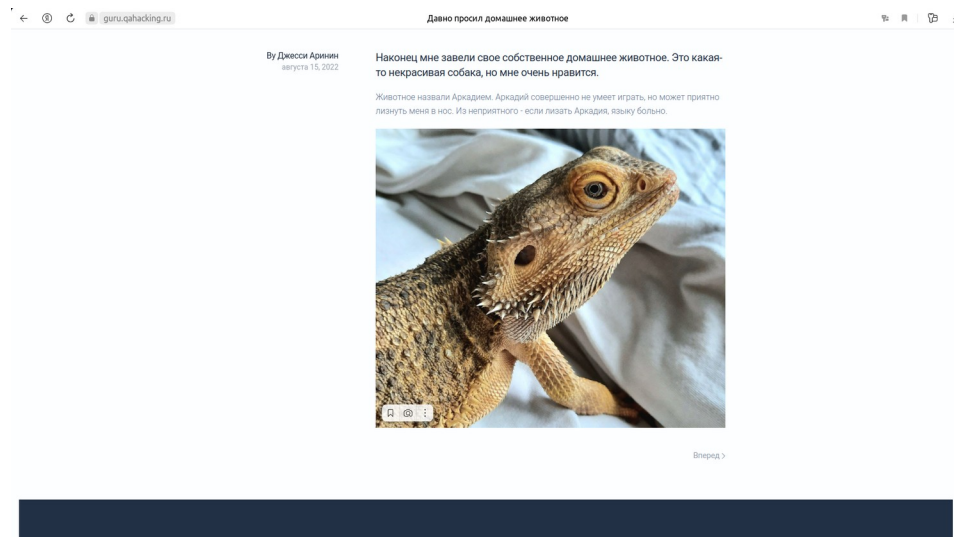 guru.qahacking.ru
Давно просил домашнее животное
By Джесси Аринин
августа 15, 2022
Наконец мне завели свое собственное домашнее животное. Это какая-
то некрасивая собака, но мне очень нравится.
Животное назвали Аркадием. Аркадий совершенно не умеет играть, но может приятно
лизнуть меня в нос. Из неприятного - если лизать Аркадия, языку больно.
Вперед >